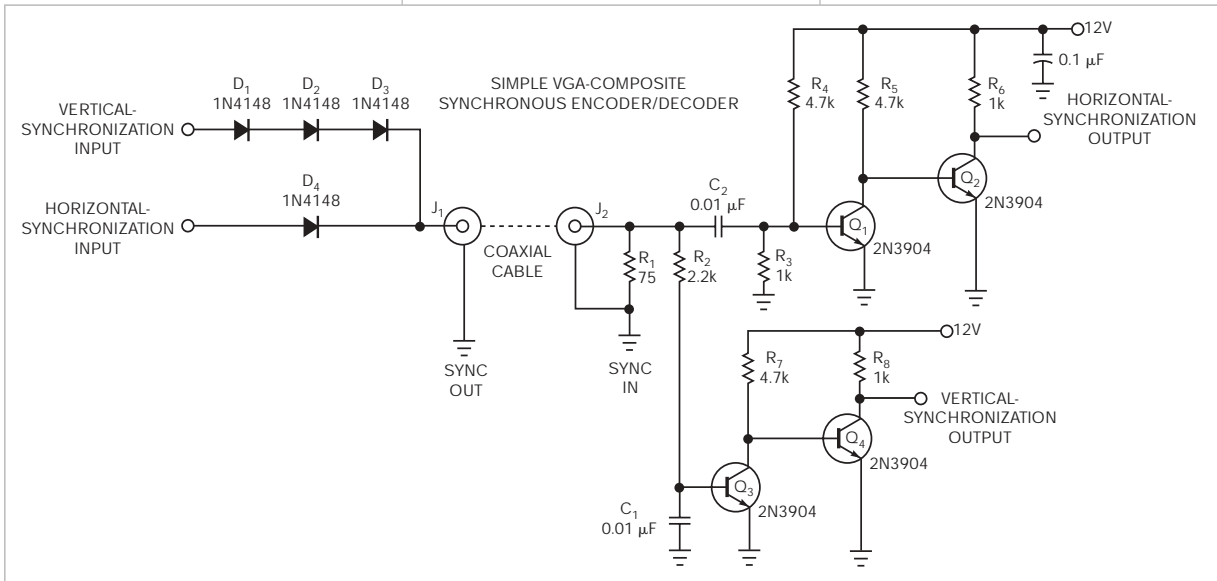 SIMPLE VGA-COMPOSITE
SYNCHRONOUS ENCODER/DECODER
VERTICAL-
SYNCHRONIZATION
INPUT
D1
1N4148
D2
1N4148
D3
1N4148
HORIZONTAL-
SYNCHRONIZATION
INPUT
D4
1N4148
J1
COAXIAL
CABLE
J2
SYNC
OUT
SYNC
IN
R1
75
R2
2.2k
C2
0.01 µF
R3
1k
R4
4.7k
R5
4.7k
R6
1k
12V
0.1 µF
HORIZONTAL-
SYNCHRONIZATION
OUTPUT
Q1
2N3904
Q2
2N3904
12V
R7
4.7k
R8
1k
VERTICAL-
SYNCHRONIZATION
OUTPUT
Q4
2N3904
Q3
2N3904
C1
0.01 µF